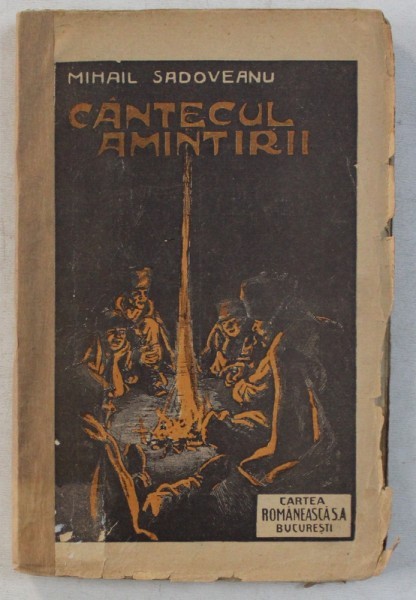 MIHAIL SADOVEANU
CÂNTECUL
AMINTIRII
CARTEA
ROMÂNEASCĂ S.A
BUCUREȘTI